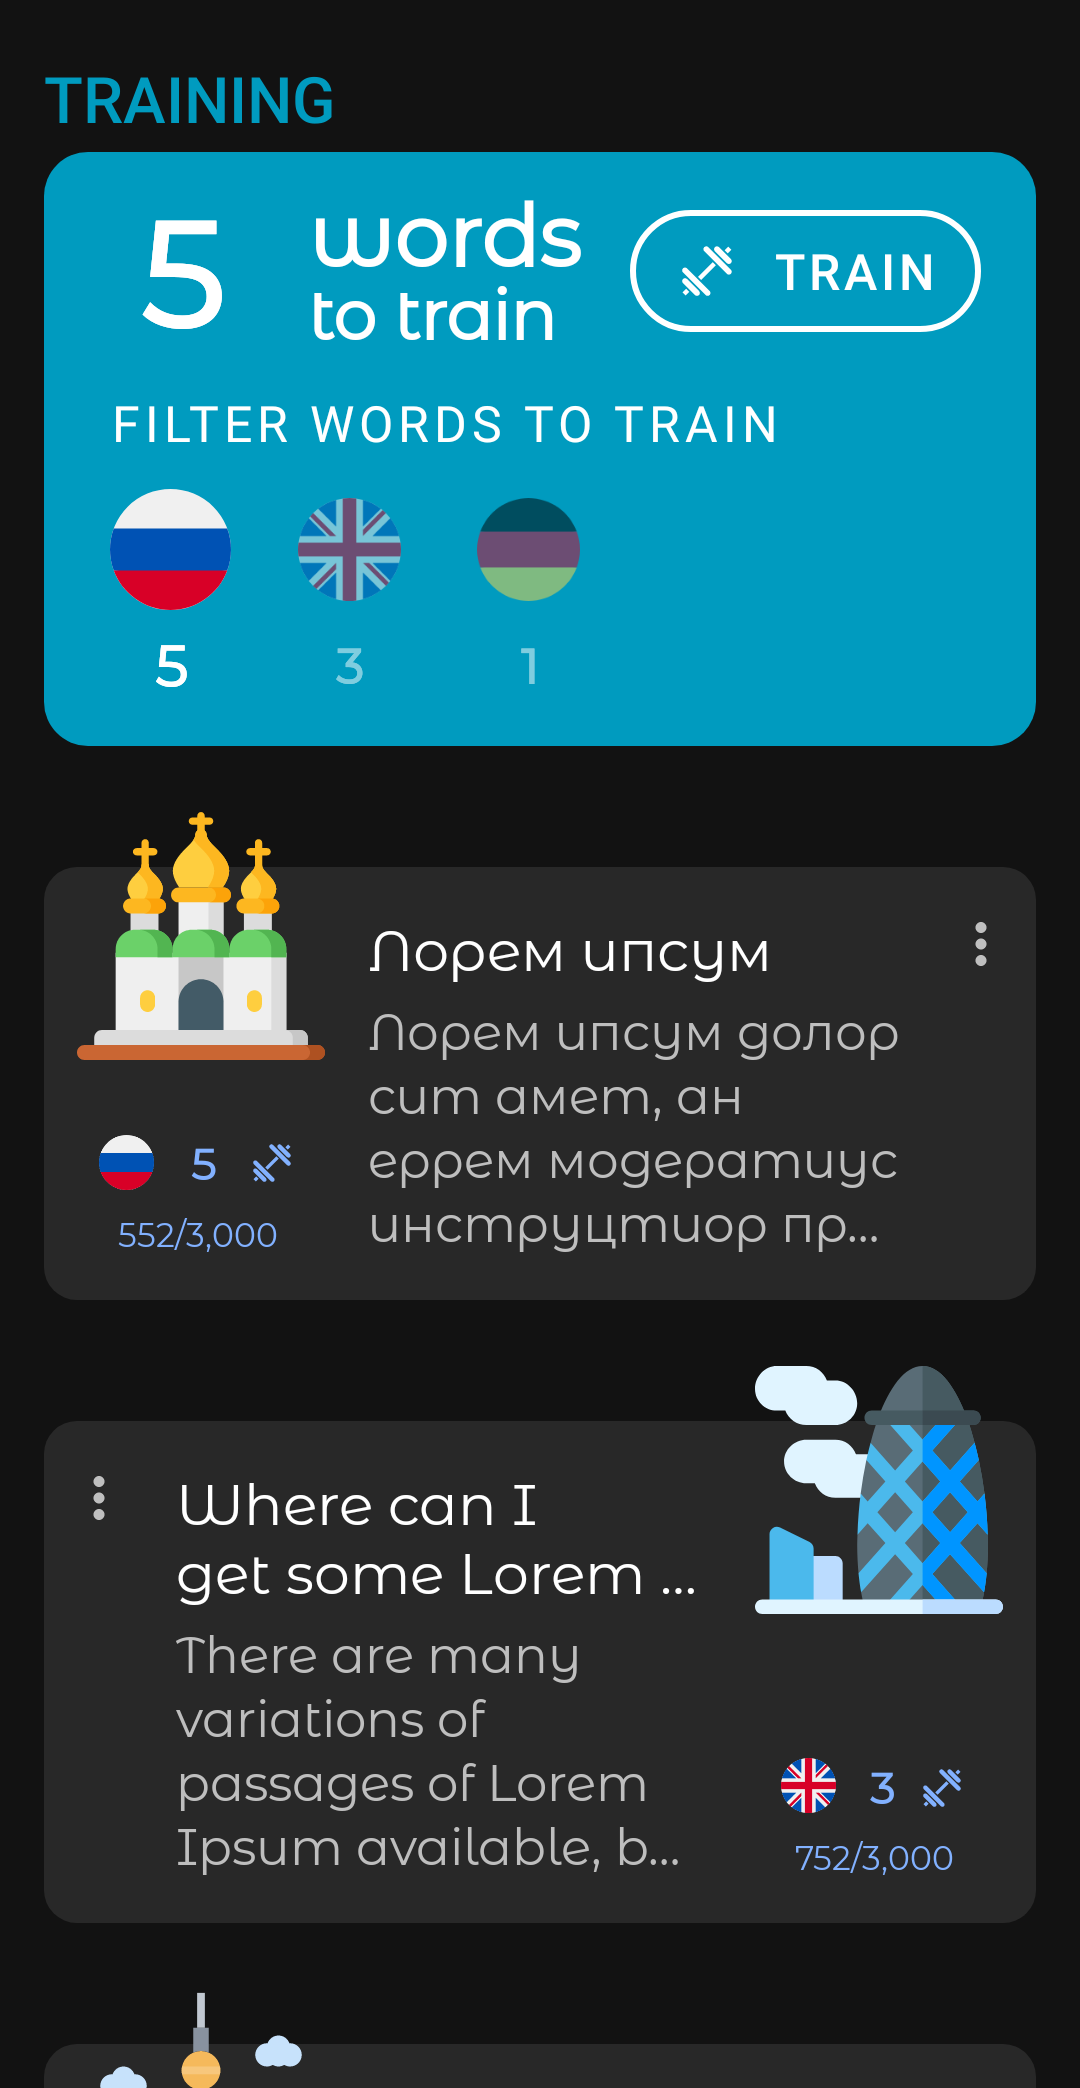 TRAINING
5 words
to train
TRAIN
FILTER WORDS TO TRAIN
5 3 1
Лорем ипсум
Лорем ипсум долор
сит амет, ан
еррем модератиус
инструцтиор пр...
5
552/3,000
Where can I
get some Lorem ...
There are many
variations of
passages of Lorem
Ipsum available, b...
3
752/3,000